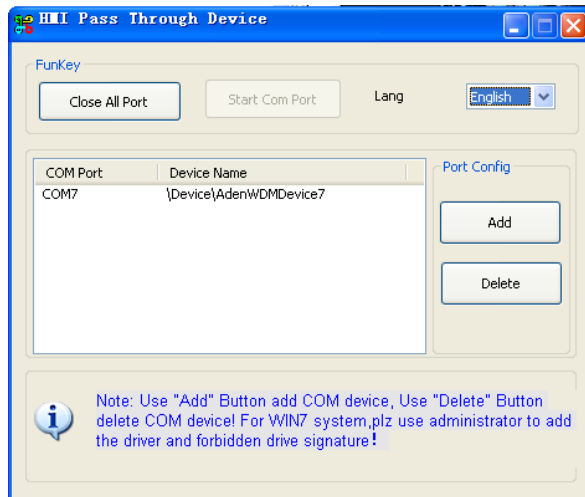 HMI Pass Through Device
FunKey
Close All Port
Start Com Port
Lang
English
COM Port Device Name
COM7 \Device\AdenWDMDevice7
Port Config
Add
Delete
Note: Use "Add" Button add COM device, Use "Delete" Button
delete COM device! For WIN7 system,plz use administrator to add
the driver and forbidden drive signature!